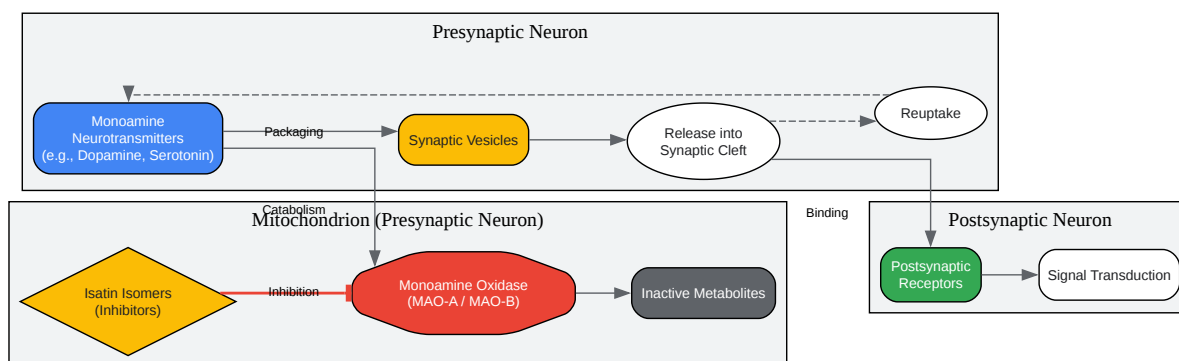 Presynaptic Neuron
Monoamine
Neurotransmitters
(e.g., Dopamine, Serotonin)
Packaging
Synaptic Vesicles
Release into
Synaptic Cleft
Reuptake
Catabolism
Mitochondrion (Presynaptic Neuron)
Isatin Isomers
(Inhibitors)
Inhibition
Monoamine Oxidase
(MAO-A / MAO-B)
Inactive Metabolites
Binding
Postsynaptic Neuron
Postsynaptic
Receptors
Signal Transduction